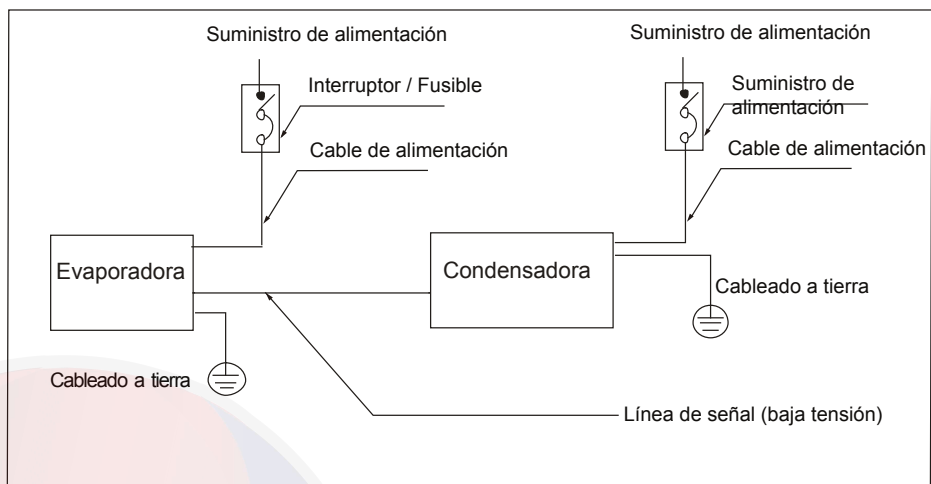 Suministro de alimentación
Interruptor / Fusible
Cable de alimentación
Suministro de alimentación
Suministro de
alimentación
Cable de alimentación
Evaporadora
Condensadora
Cableado a tierra
Cableado a tierra
Línea de señal (baja tensión)